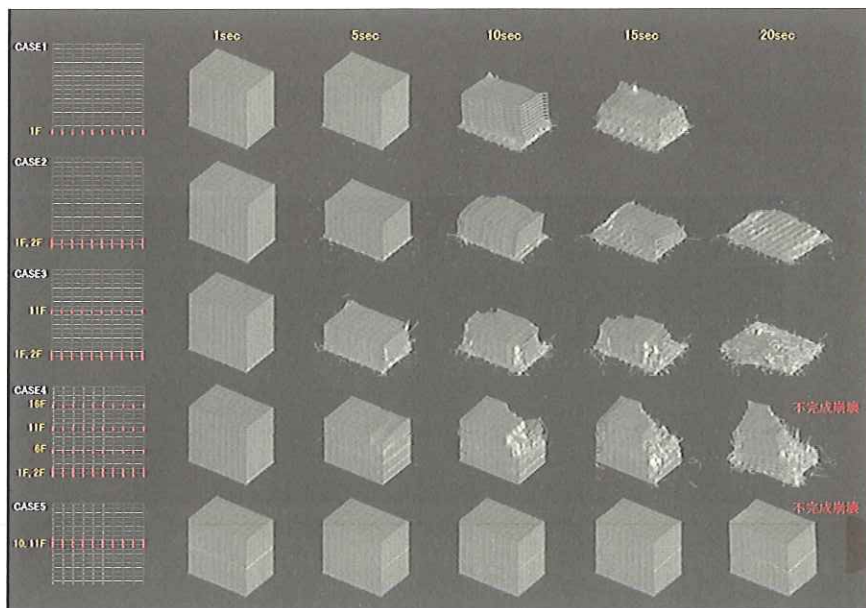 1sec 5sec 10sec 15sec 20sec
CASE1
1F
CASE2
1F, 2F
CASE3
11F
1F, 2F
CASE4
16F
不完成崩壊
11F
6F
1F, 2F
CASE5
不完成崩壊
10, 11F